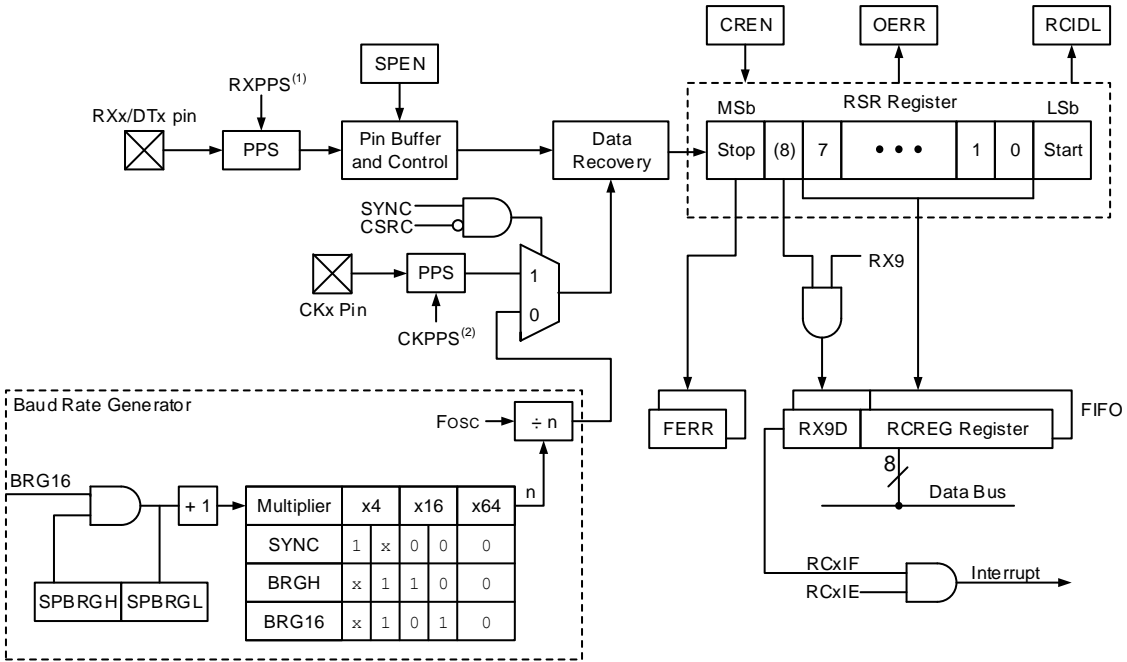 CREN
OERR
RCIDL
SPEN
RXPPS(1)
RXx/DTx pin
PPS
Pin Buffer
and Control
Data
Recovery
RSR Register
MSb
LSb
Stop (8) 7 • • • 1 0 Start
SYNC
CSRC
RX9
CKx Pin
PPS
1
0
CKPPS(2)
Baud Rate Generator
FOSC
÷ n
FERR
RX9D
RCREG Register
FIFO
8
Data Bus
BRG16
+ 1
n
Multiplier x4 x16 x64
SYNC 1 x 0 0 0
BRGH x 1 1 0 0
BRG16 x 1 0 1 0
SPBRGH SPBRGL
RCxIF
RCxIE
Interrupt